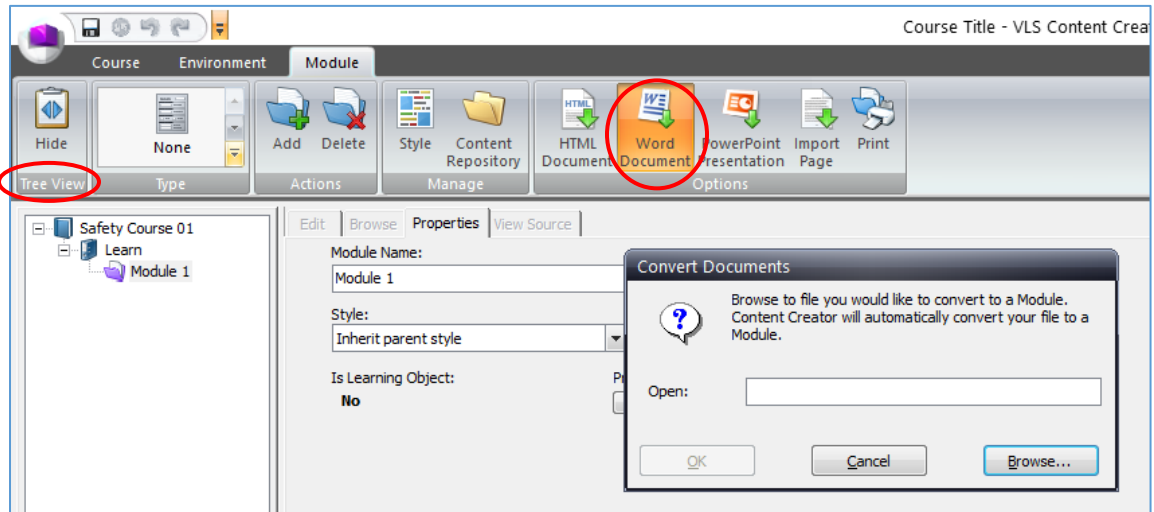 Course Title - VLS Content Crea
Course Environment Module
Hide
None
Add Delete
Style Content Repository
HTML Document
HTML
Word Document
PowerPoint Presentation
Import Page
Print
Tree View Type Actions Manage Options
Safety Course 01
Learn
Module 1
Edit Browse Properties View Source
Module Name:
Module 1
Style:
Inherit parent style
Is Learning Object:
No
Convert Documents
Browse to file you would like to convert to a Module.
Content Creator will automatically convert your file to a
Module.
Open:
OK Cancel Browse...